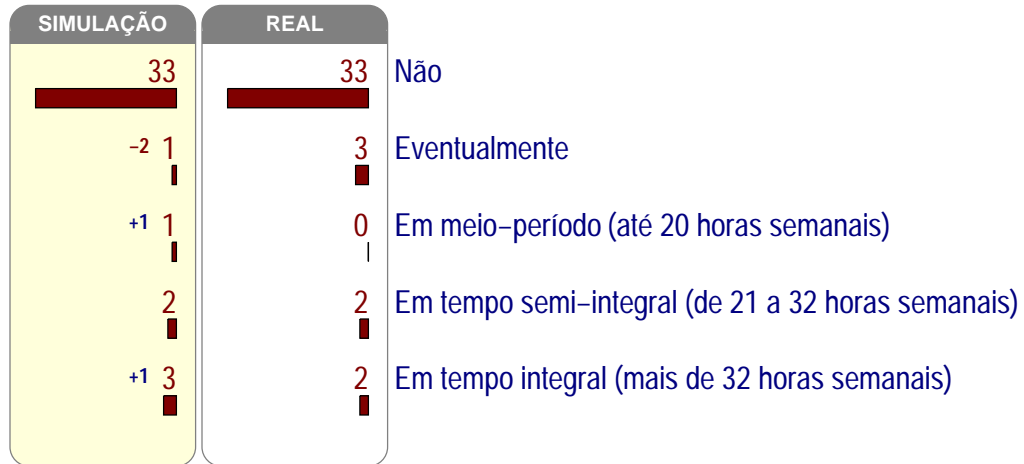 SIMULAÇÃO REAL
33 33 Não
−2 1 3 Eventualmente
+1 1 0 Em meio−período (até 20 horas semanais)
2 2 Em tempo semi−integral (de 21 a 32 horas semanais)
+1 3 2 Em tempo integral (mais de 32 horas semanais)